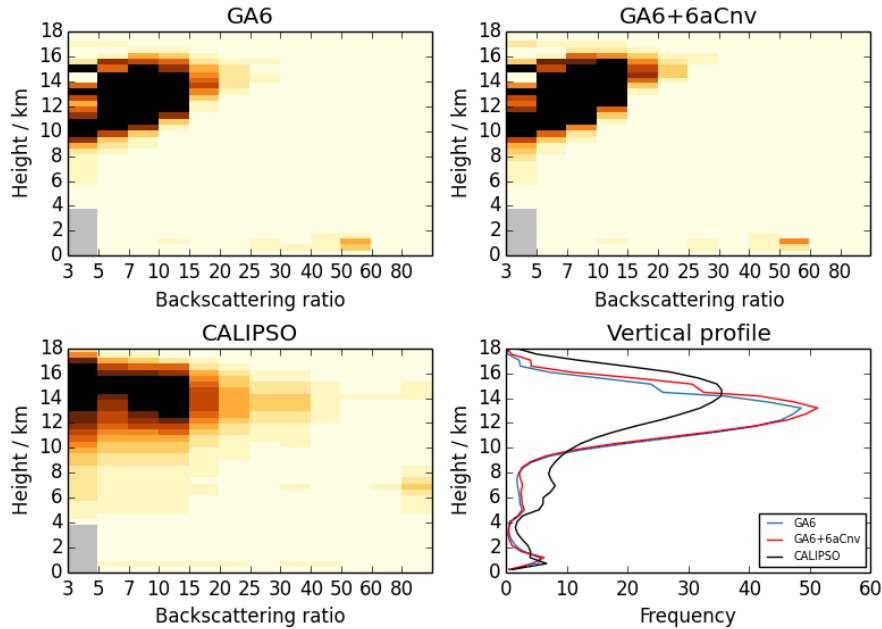 GA6
18
16
14
12
10
8
6
4
2
0
Height / km
3 5 7 10 15 20 25 30 40 50 60 80
Backscattering ratio
GA6+6aCnv
18
16
14
12
10
8
6
4
2
0
Height / km
3 5 7 10 15 20 25 30 40 50 60 80
Backscattering ratio
CALIPSO
18
16
14
12
10
8
6
4
2
0
Height / km
3 5 7 10 15 20 25 30 40 50 60 80
Backscattering ratio
Vertical profile
18
16
14
12
10
8
6
4
2
0
Height / km
GA6
GA6+6aCnv
CALIPSO
0 10 20 30 40 50 60
Frequency